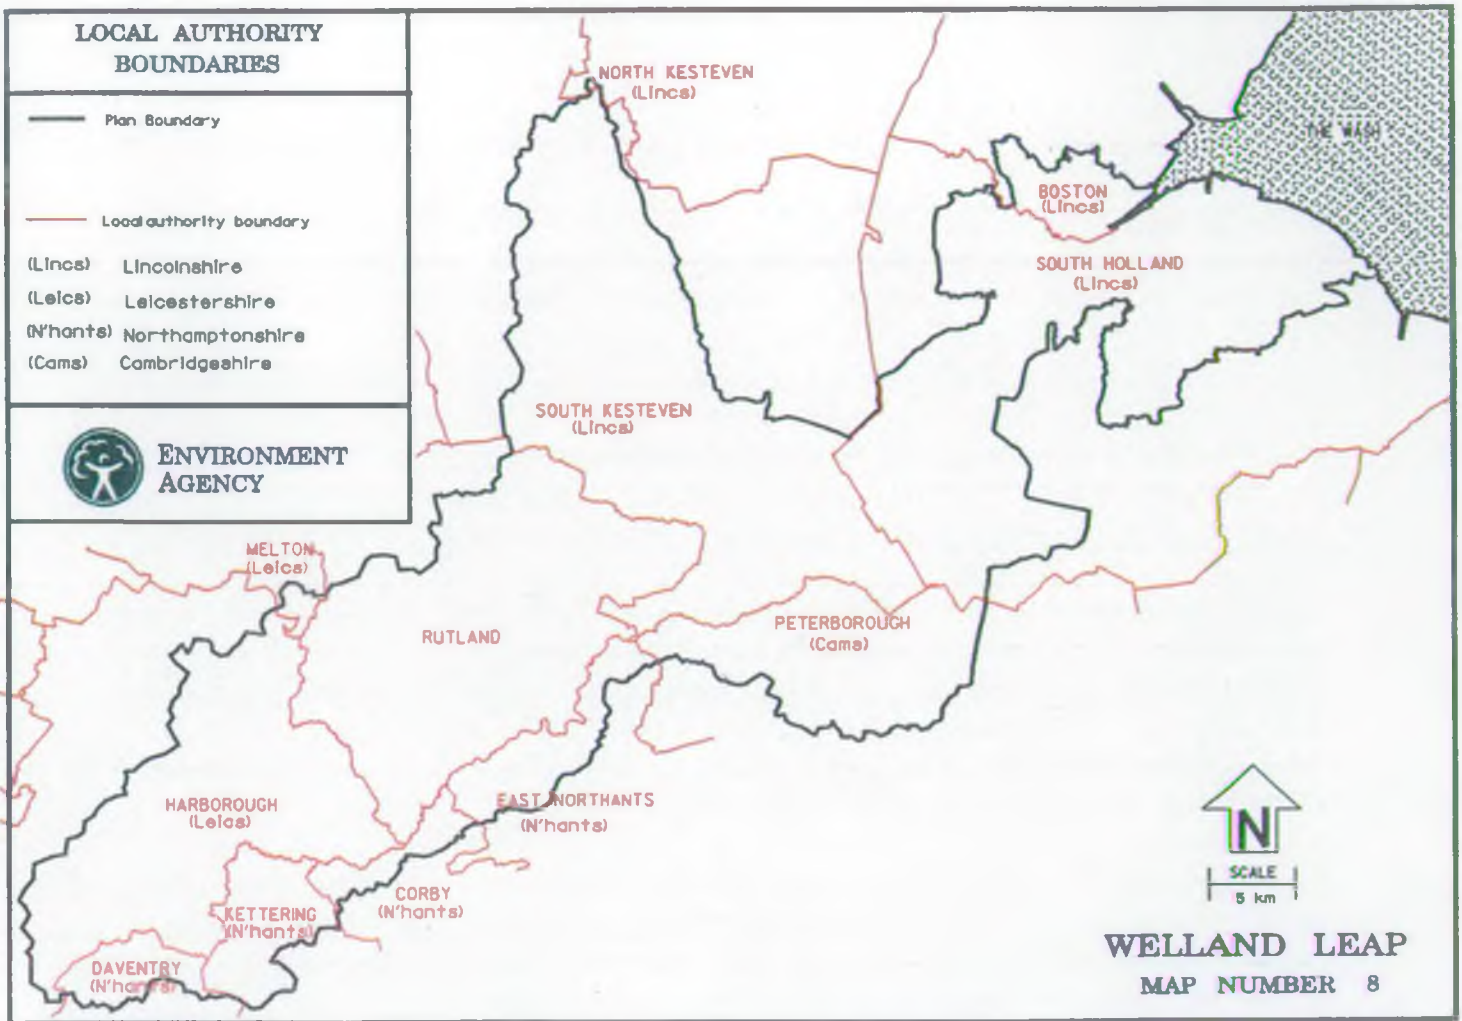 LOCAL AUTHORITY
BOUNDARIES
Plan Boundary
Local authority boundary
(Lincs) Lincolnshire
(Leics) Leicestershire
(N'hants) Northamptonshire
(Cams) Cambridgeshire
ENVIRONMENT
AGENCY
NORTH KESTEVEN
(Lincs)
THE WASH
BOSTON
(Lincs)
SOUTH HOLLAND
(Lincs)
SOUTH KESTEVEN
(Lincs)
MELTON
(Leics)
RUTLAND
PETERBOROUGH
(Cams)
HARBOROUGH
(Leics)
EAST NORTHANTS
(N'hants)
CORBY
(N'hants)
KETTERING
(N'hants)
DAVENTRY
(N'hants)
N
SCALE
5 km
WELLAND LEAP
MAP NUMBER 8